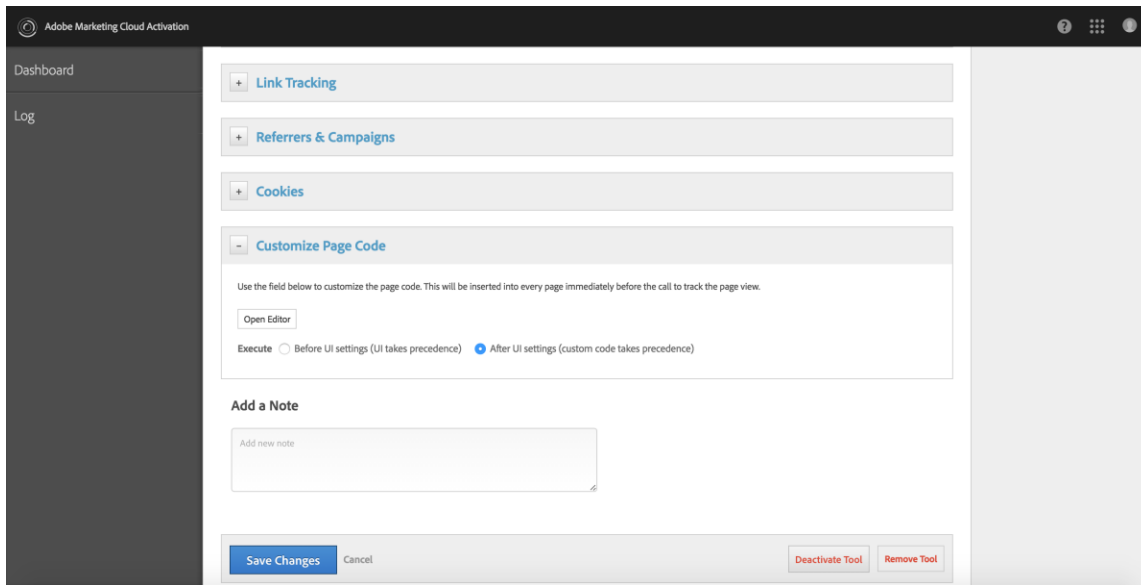 Adobe Marketing Cloud Activation
Dashboard
Log
+ Link Tracking
+ Referrers & Campaigns
+ Cookies
- Customize Page Code
Use the field below to customize the page code. This will be inserted into every page immediately before the call to track the page view.
Open Editor
Execute Before UI settings (UI takes precedence) After UI settings (custom code takes precedence)
Add a Note
Add new note
Save Changes Cancel Deactivate Tool Remove Tool